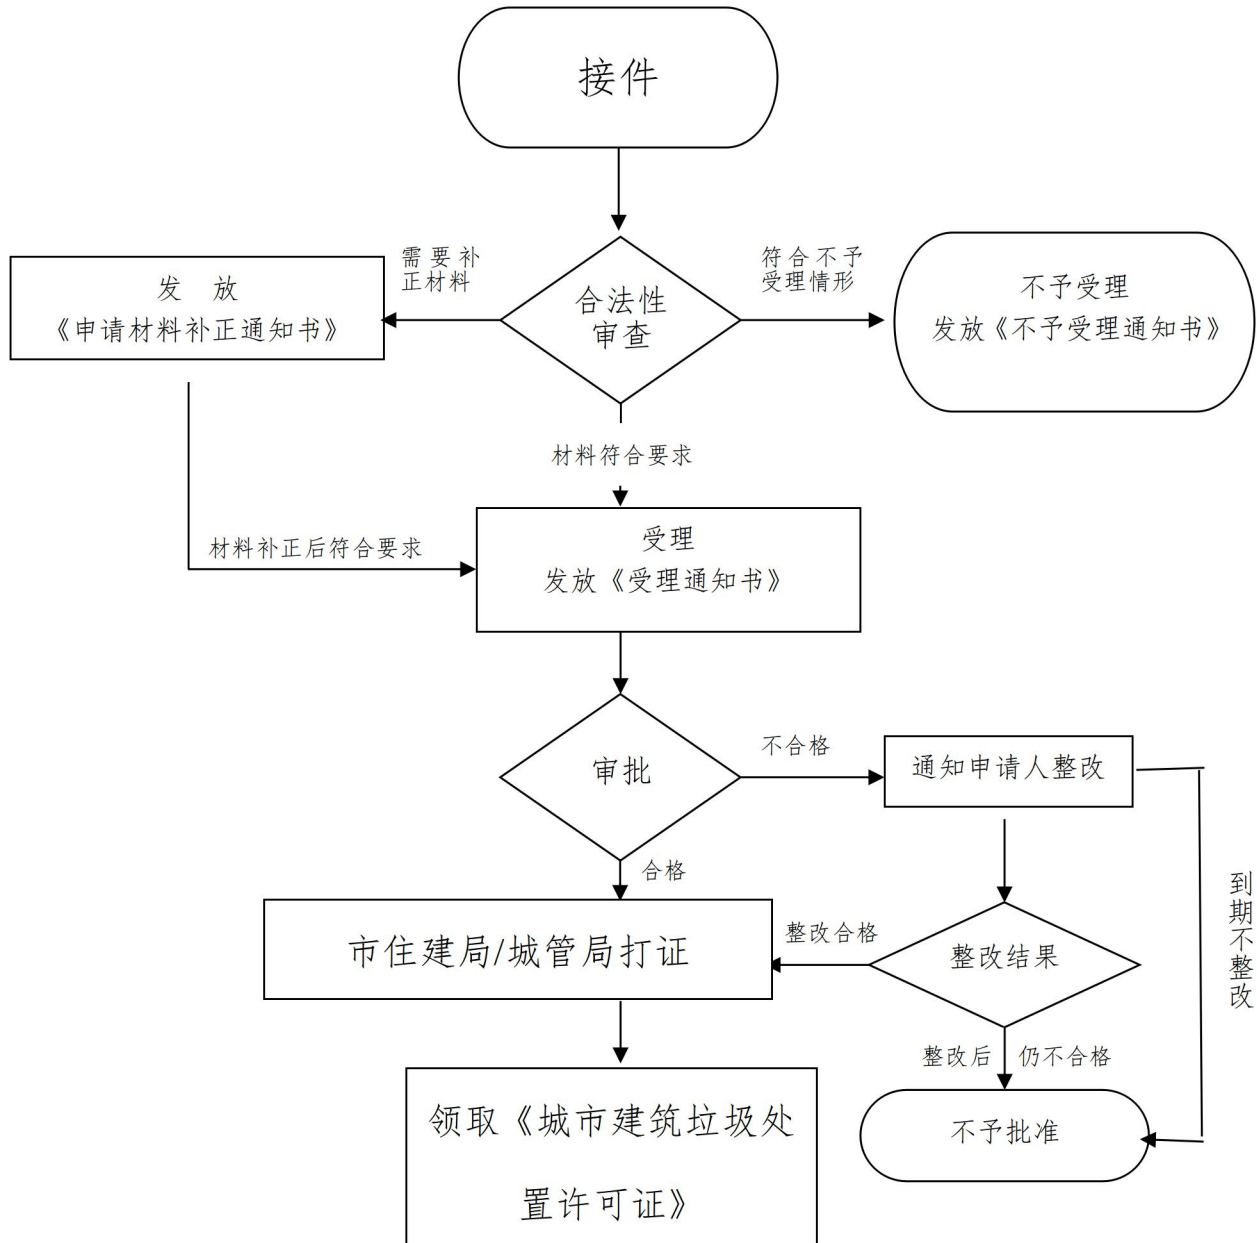 接件
需要补
正材料
符合不予
受理情形
发 放
《申请材料补正通知书》
合法性
审查
不予受理
发放《不予受理通知书》
材料符合要求
材料补正后符合要求
受理
发放《受理通知书》
审批
不合格
通知申请人整改
合格
到期不整改
市住建局/城管局打证
整改合格
整改结果
整改后 仍不合格
领取《城市建筑垃圾处
置许可证》
不予批准